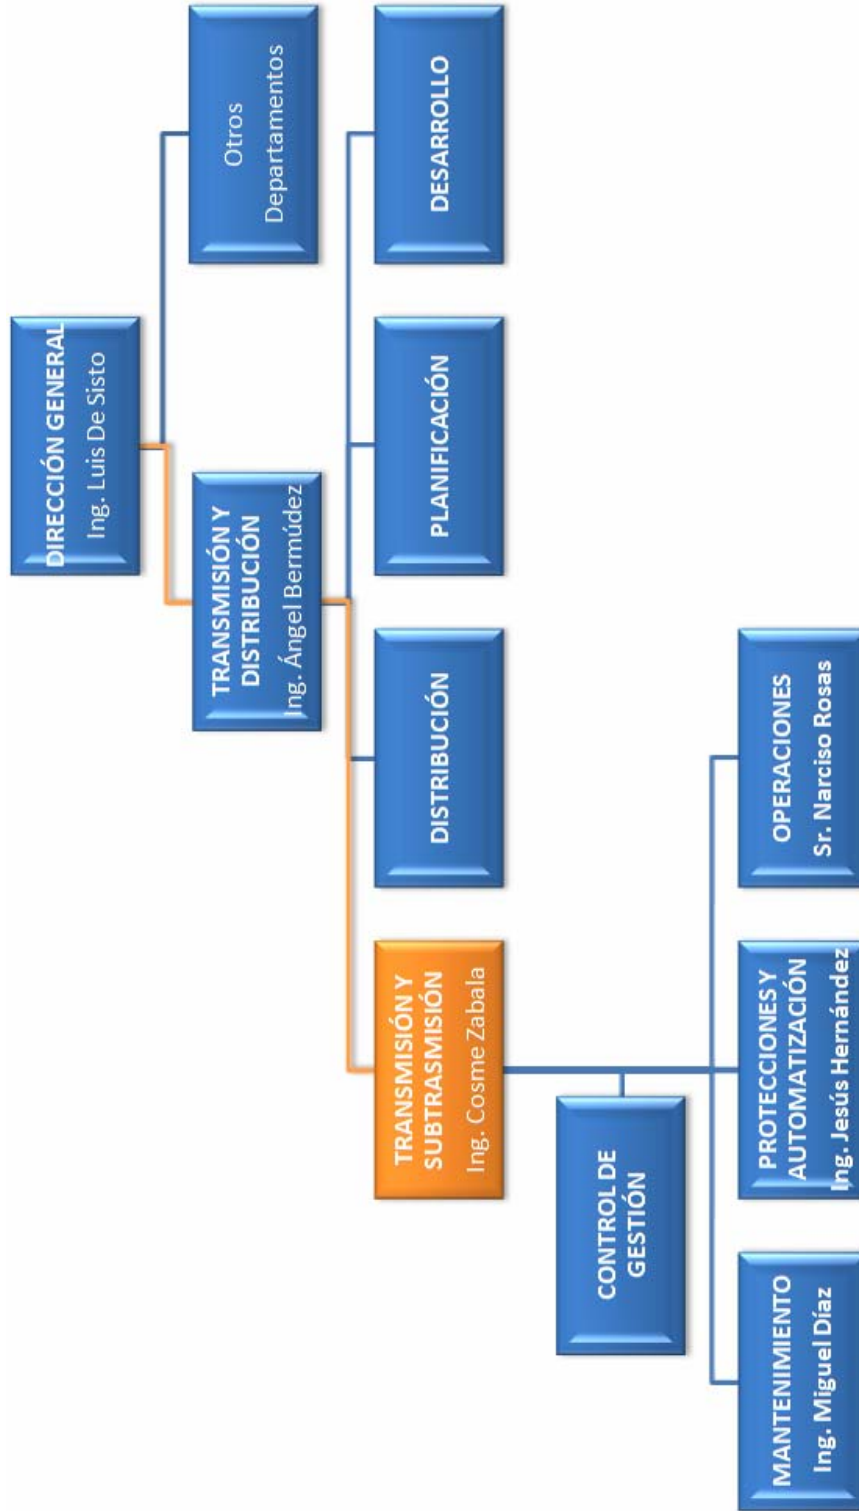 DIRECCIÓN GENERAL
Ing. Luis De Sisto
TRANSMISIÓN Y
DISTRIBUCIÓN
Ing. Ángel Bermúdez
Otros
Departamentos
TRANSMISIÓN Y
SUBTRASMISIÓN
Ing. Cosme Zabala
DISTRIBUCIÓN
PLANIFICACIÓN
DESARROLLO
CONTROL DE
GESTIÓN
MANTENIMIENTO
Ing. Miguel Díaz
PROTECCIONES Y
AUTOMATIZACIÓN
Ing. Jesús Hernández
OPERACIONES
Sr. Narciso Rosas